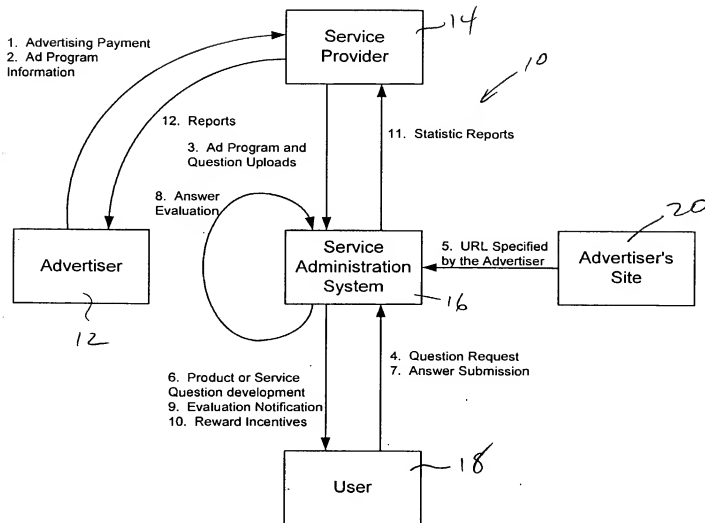 14
1. Advertising Payment
2. Ad Program
Information
Service
Provider
10
12. Reports
11. Statistic Reports
3. Ad Program and
Question Uploads
8. Answer
Evaluation
20
Advertiser
Service
Administration
System
5. URL Specified
by the Advertiser
Advertiser's
Site
16
12
4. Question Request
7. Answer Submission
6. Product or Service
Question development
9. Evaluation Notification
10. Reward Incentives
18
User